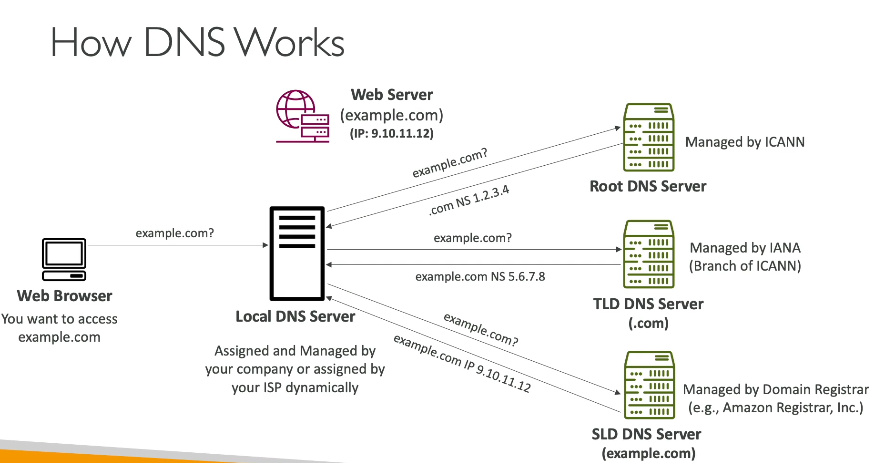 How DNS Works
Web Server
(example.com)
(IP: 9.10.11.12)
example.com?
.com NS 1.2.3.4
Managed by ICANN
Root DNS Server
example.com?
example.com?
example.com NS 5.6.7.8
Managed by IANA
(Branch of ICANN)
TLD DNS Server
(.com)
Web Browser
You want to access
example.com
Local DNS Server
Assigned and Managed by
your company or assigned by
your ISP dynamically
example.com?
example.com IP 9.10.11.12
Managed by Domain Registrar
(e.g., Amazon Registrar, Inc.)
SLD DNS Server
(example.com)